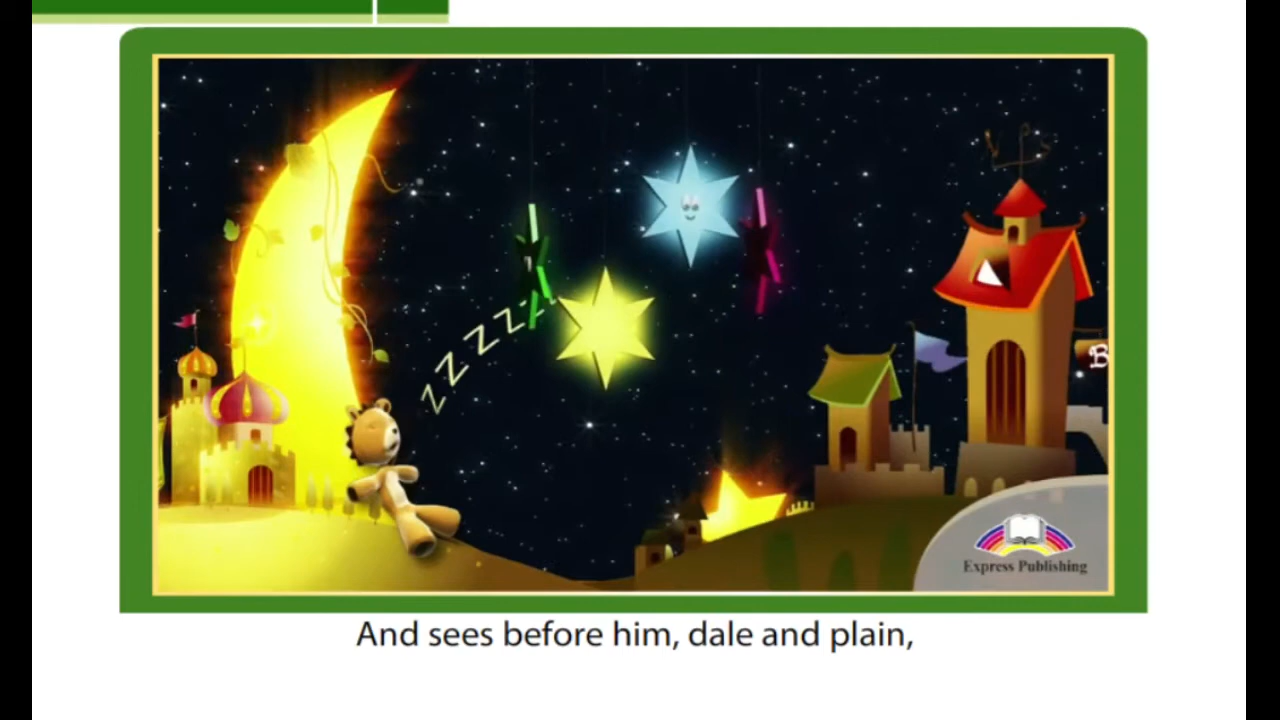 V P S
Z Z Z Z Z
B
Express Publishing
And sees before him, dale and plain,